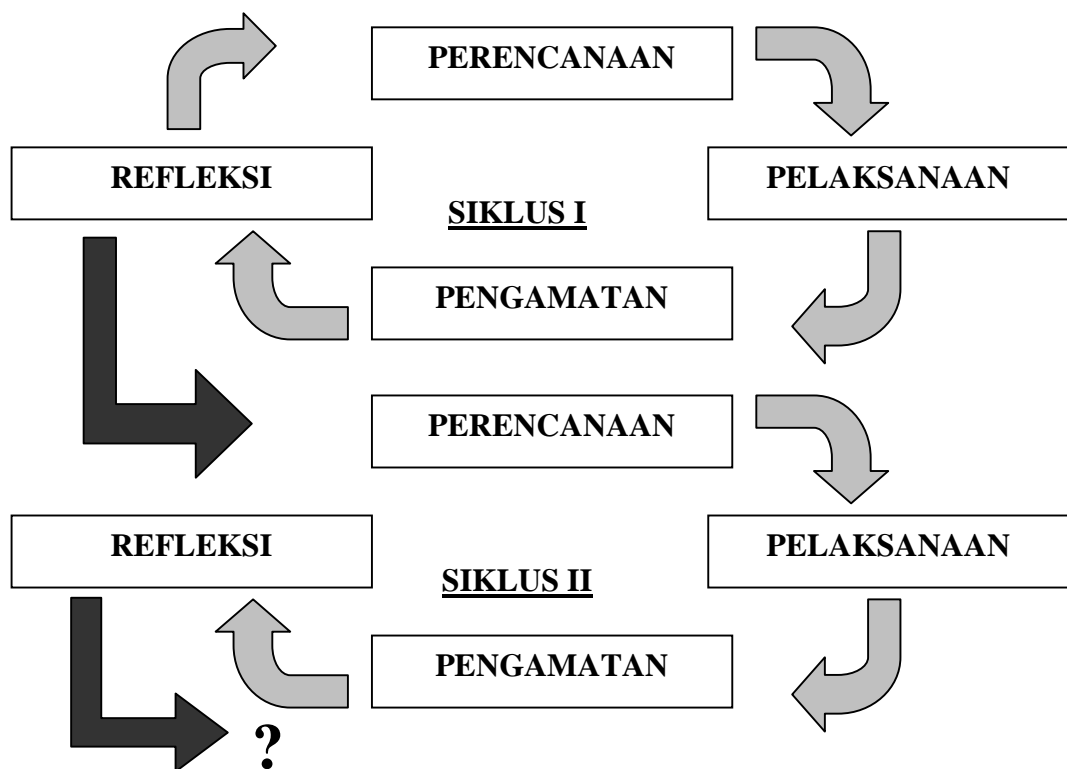 PERENCANAAN
REFLEKSI
PELAKSANAAN
SIKLUS I
PENGAMATAN
PERENCANAAN
REFLEKSI
PELAKSANAAN
SIKLUS II
PENGAMATAN
?